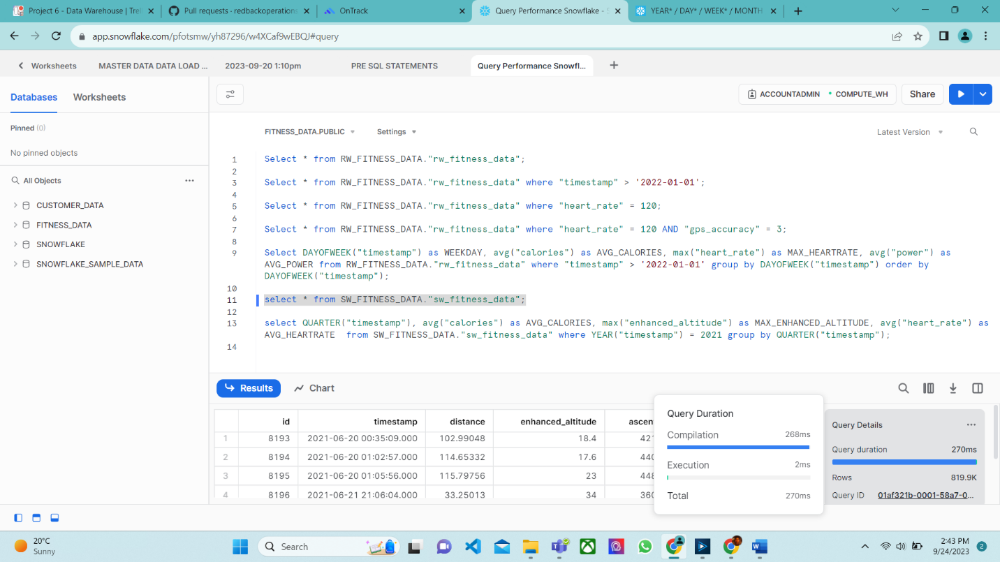 Project 6 - Data Warehouse | Tre
Pull requests · redbackoperation
OnTrack
Query Performance Snowflake - S
YEAR* / DAY* / WEEK* / MONTH
app.snowflake.com/pfotsmw/yh87296/w4XCaf9wEBQJ#query
Worksheets
MASTER DATA DATA LOAD ...
2023-09-20 1:10pm
PRE SQL STATEMENTS
Query Performance Snowfl...
Databases
Worksheets
ACCOUNTADMIN
COMPUTE_WH
Share
Pinned (0)
No pinned objects
FITNESS_DATA.PUBLIC
Settings
Latest Version
All Objects
...
CUSTOMER_DATA
FITNESS_DATA
SNOWFLAKE
SNOWFLAKE_SAMPLE_DATA
1 Select * from RW_FITNESS_DATA."rw_fitness_data";
2
3 Select * from RW_FITNESS_DATA."rw_fitness_data" where "timestamp" > '2022-01-01';
4
5 Select * from RW_FITNESS_DATA."rw_fitness_data" where "heart_rate" = 120;
6
7 Select * from RW_FITNESS_DATA."rw_fitness_data" where "heart_rate" = 120 AND "gps_accuracy" = 3;
8
9 Select DAYOFWEEK("timestamp") as WEEKDAY, avg("calories") as AVG_CALORIES, max("heart_rate") as MAX_HEARTRATE, avg("power") as
AVG_POWER from RW_FITNESS_DATA."rw_fitness_data" where "timestamp" > '2022-01-01' group by DAYOFWEEK("timestamp") order by
DAYOFWEEK("timestamp");
10
11 select * from SW_FITNESS_DATA."sw_fitness_data";
12
13 select QUARTER("timestamp"), avg("calories") as AVG_CALORIES, max("enhanced_altitude") as MAX_ENHANCED_ALTITUDE, avg("heart_rate") as
AVG_HEARTRATE from SW_FITNESS_DATA."sw_fitness_data" where YEAR("timestamp") = 2021 group by QUARTER("timestamp");
14
Results
Chart
id timestamp distance enhanced_altitude ascen
1 8193 2021-06-20 00:35:09.000 102.99048 18.4 421
2 8194 2021-06-20 01:02:57.000 114.65332 17.6 440
3 8195 2021-06-20 01:05:56.000 115.79756 23 448
4 8196 2021-06-21 21:06:04.000 33.25013 34 360
Query Duration
Compilation 268ms
Execution 2ms
Total 270ms
Query Details ...
Query duration 270ms
Rows 819.9K
Query ID 01af321b-0001-58a7-0...
20°C
Sunny
Search
2:43 PM
9/24/2023
2